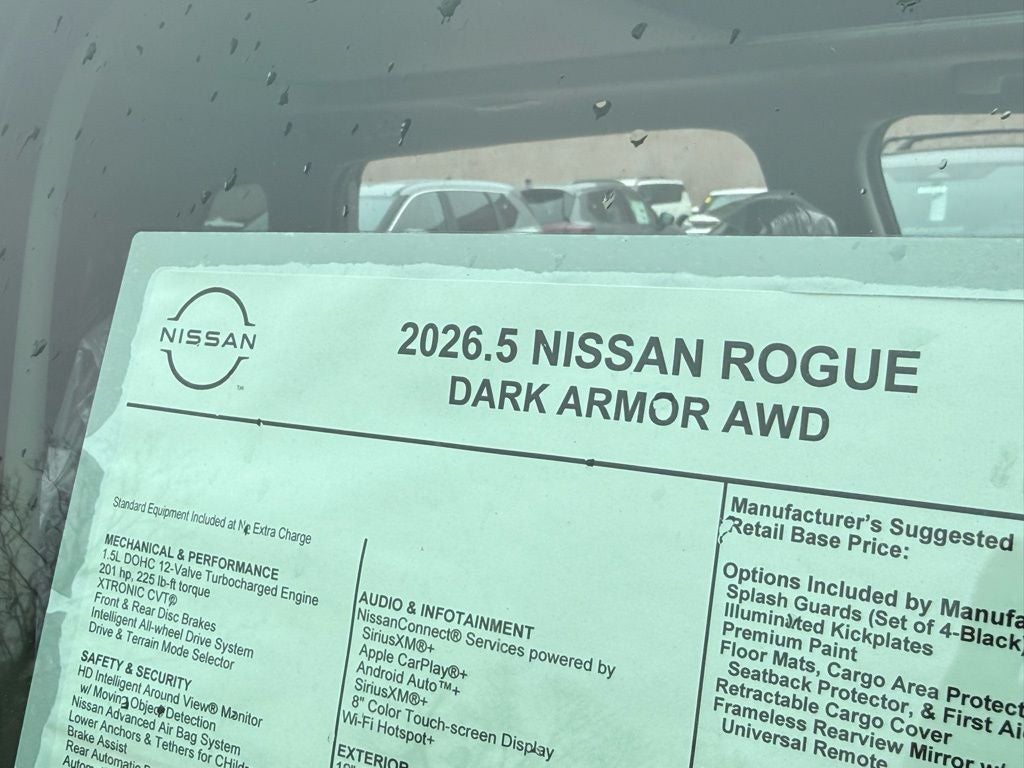 NISSAN
TM
2026.5 NISSAN ROGUE
DARK ARMOR AWD
Standard Equipment Included at No Extra Charge
MECHANICAL & PERFORMANCE
1.5L DOHC 12-Valve Turbocharged Engine
201 hp, 225 lb-ft torque
XTRONIC CVT®
Front & Rear Disc Brakes
Intelligent All-wheel Drive System
Drive & Terrain Mode Selector
SAFETY & SECURITY
HD Intelligent Around View® Monitor
w/ Moving Object Detection
Nissan Advanced Air Bag System
Lower Anchors & Tethers for CHild
Brake Assist
Rear Automatic
AUDIO & INFOTAINMENT
NissanConnect® Services powered by
SiriusXM®+
Apple CarPlay®+
Android Auto™+
SiriusXM®+
8" Color Touch-screen Display
Wi-Fi Hotspot+
EXTERIOR
Manufacturer's Suggested
Retail Base Price:
Options Included by Manufa
Splash Guards (Set of 4-Black)
Illuminated Kickplates
Premium Paint
Floor Mats, Cargo Area Protect
Seatback Protector, & First Ai
Retractable Cargo Cover
Frameless Rearview Mirror w/
Universal Remote